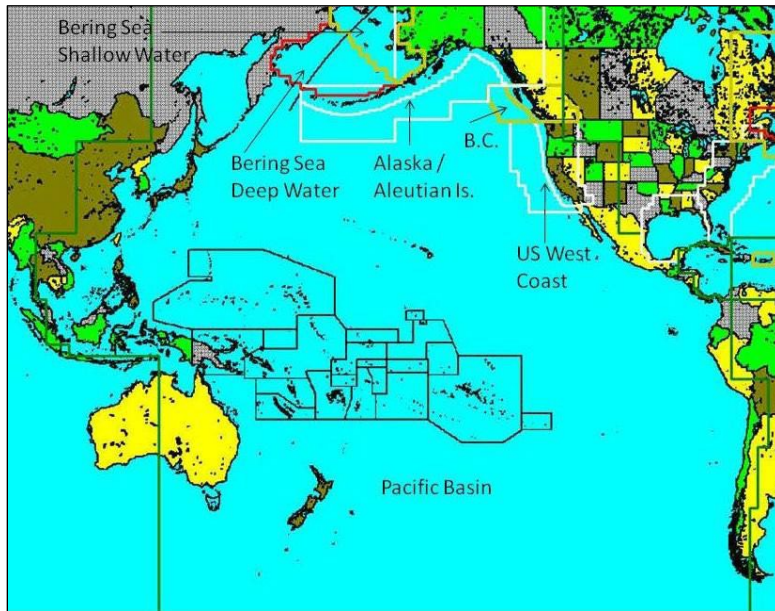 Bering Sea
Shallow Water
Bering Sea
Deep Water
Alaska /
Aleutian Is.
B.C.
US West
Coast
Pacific Basin